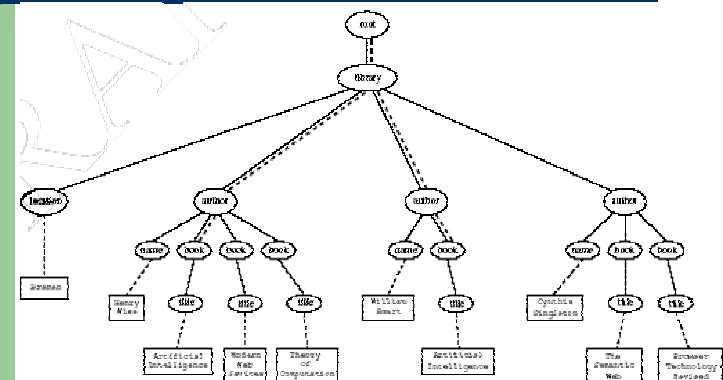 root
library
location
author
author
author
name
book
book
book
name
book
name
book
book
Bremen
Henry
Wise
title
title
title
William
Smart
title
Cynthia
Singleton
title
title
Artificial
Intelligence
Modern
Web
Services
Theory
of
Computation
Artificial
Intelligence
The
Semantic
Web
Browser
Technology
Revised